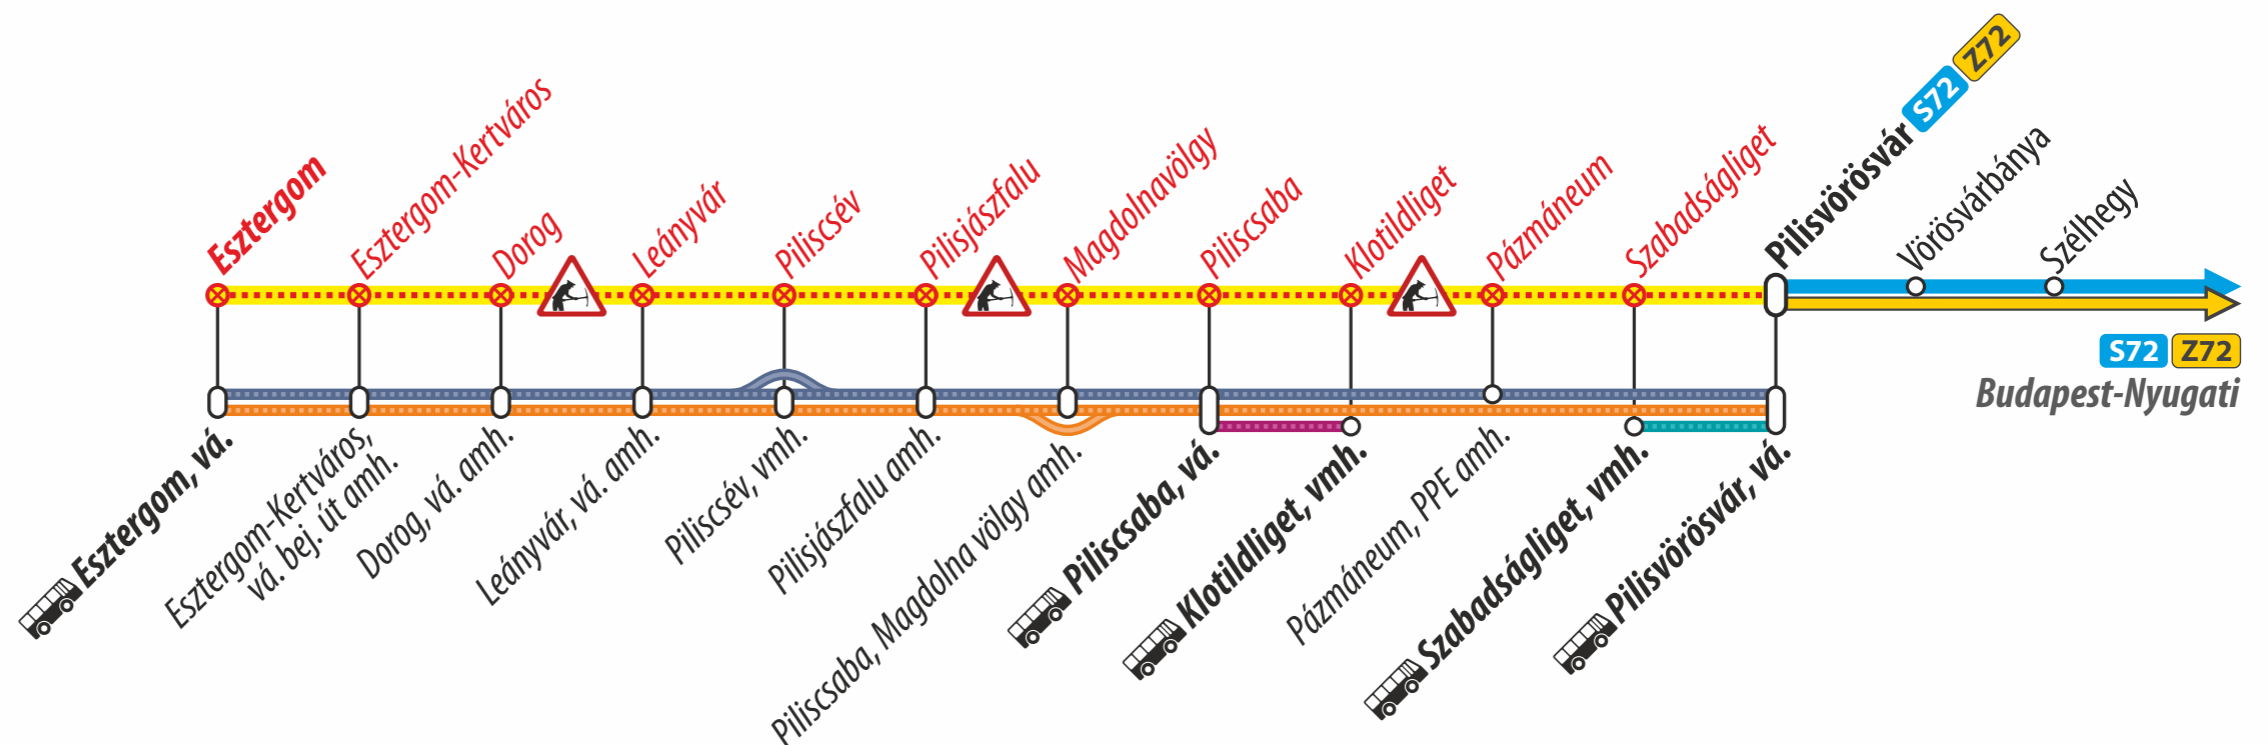 Esztergom
Esztergom-Kertváros
Dorog
Leányvár
Piliscsév
Pilisjászfalu
Magdolnavölgy
Piliscsaba
Klotildliget
Pázmáneum
Szabadságliget
Pilisvörösvár S72 Z72
Vörösvárbánya
Szélhegy
S72 Z72
Budapest-Nyugati
Esztergom, vá.
Esztergom-Kertváros,
vá. bej. út amh.
Dorog, vá. amh.
Leányvár, vá. amh.
Piliscsév, vmh.
Pilisjászfalu amh.
Piliscsaba, Magdolna völgy amh.
Piliscsaba, vá.
Klotildliget, vmh.
Pázmáneum, PPE amh.
Szabadságliget, vmh.
Pilisvörösvár, vá.